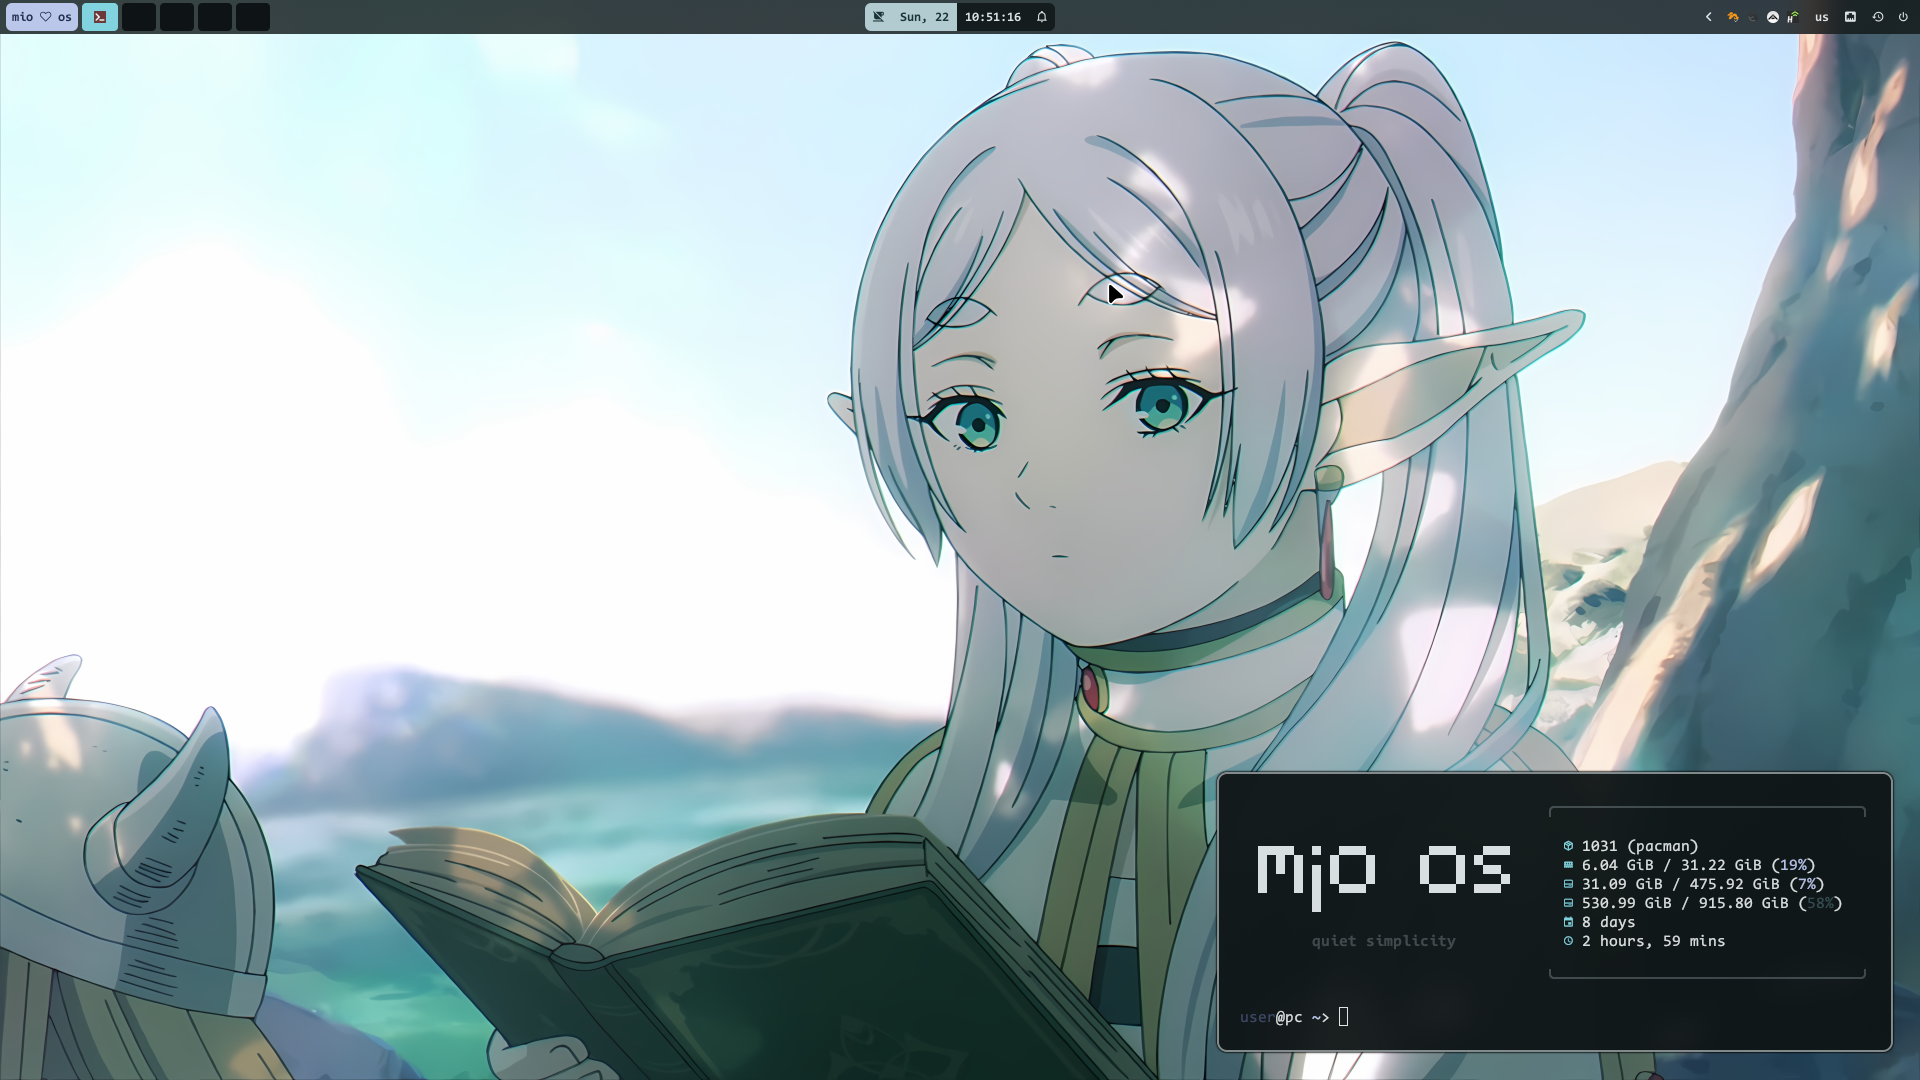 mio ♡ os
Sun, 22 10:51:16
us
mjo os
quiet simplicity
1031 (pacman)
6.04 GiB / 31.22 GiB (19%)
31.09 GiB / 475.92 GiB (7%)
530.99 GiB / 915.80 GiB (58%)
8 days
2 hours, 59 mins
user@pc ~>